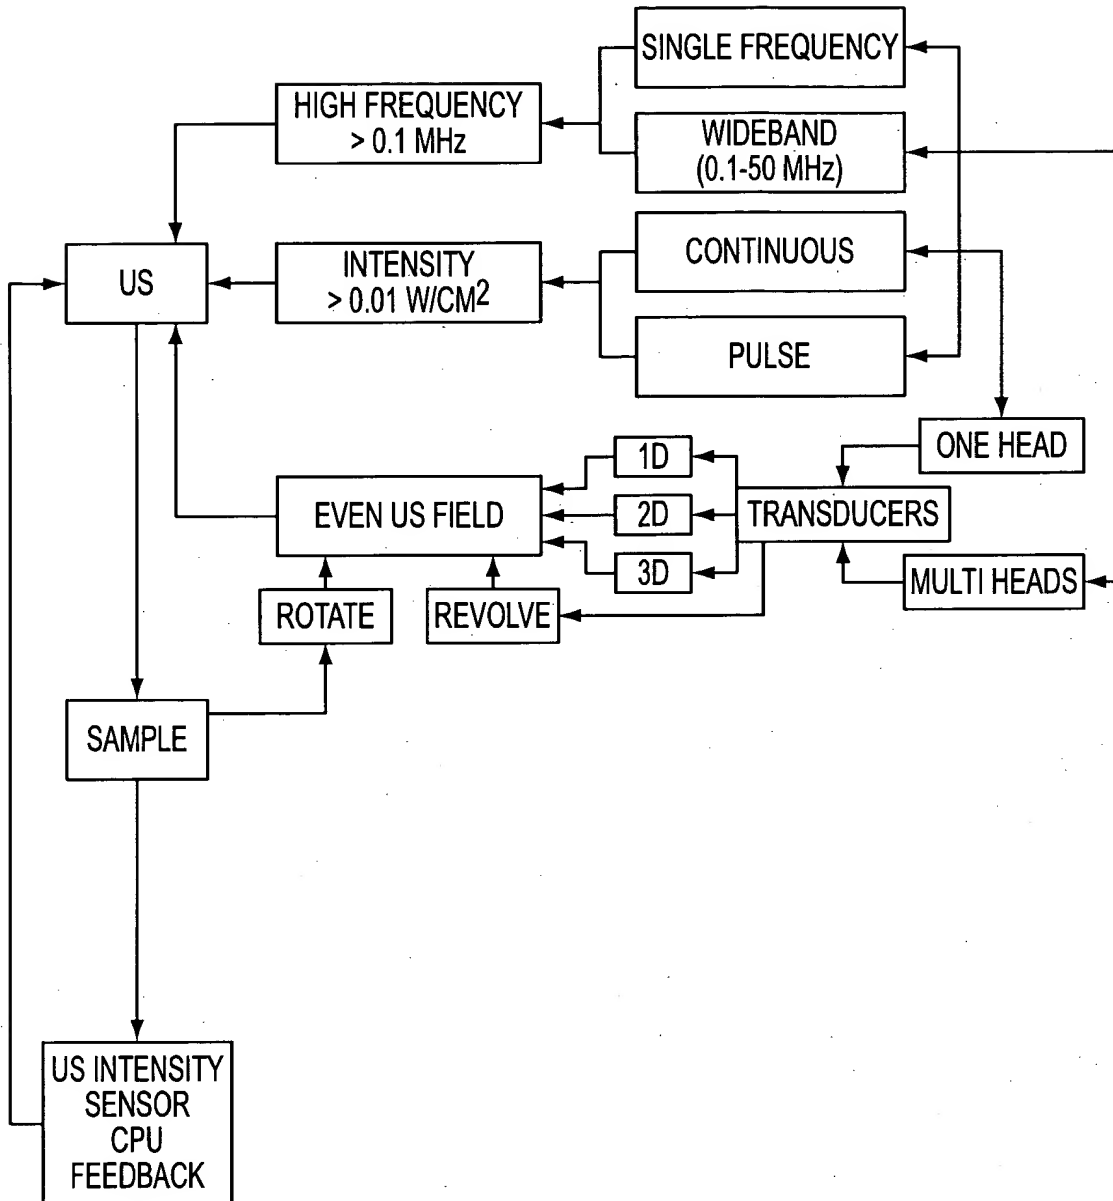 SINGLE FREQUENCY
HIGH FREQUENCY
> 0.1 MHz
WIDEBAND
(0.1-50 MHz)
US
INTENSITY
> 0.01 W/CM2
CONTINUOUS
PULSE
ONE HEAD
1D
EVEN US FIELD
2D
TRANSDUCERS
3D
MULTI HEADS
ROTATE
REVOLVE
SAMPLE
US INTENSITY
SENSOR
CPU
FEEDBACK